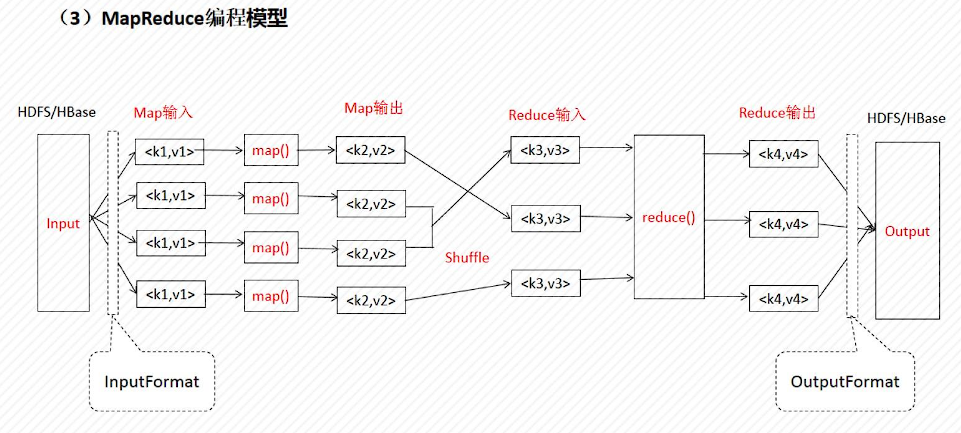 （3）MapReduce编程模型
HDFS/HBase
Map输入
Map输出
Reduce输入
Reduce输出
HDFS/HBase
<k1,v1>
map()
<k2,v2>
<k3,v3>
<k4,v4>
<k1,v1>
map()
<k2,v2>
Input
<k3,v3>
reduce()
<k4,v4>
Output
<k1,v1>
map()
<k2,v2>
Shuffle
<k1,v1>
map()
<k2,v2>
<k3,v3>
<k4,v4>
InputFormat
OutputFormat